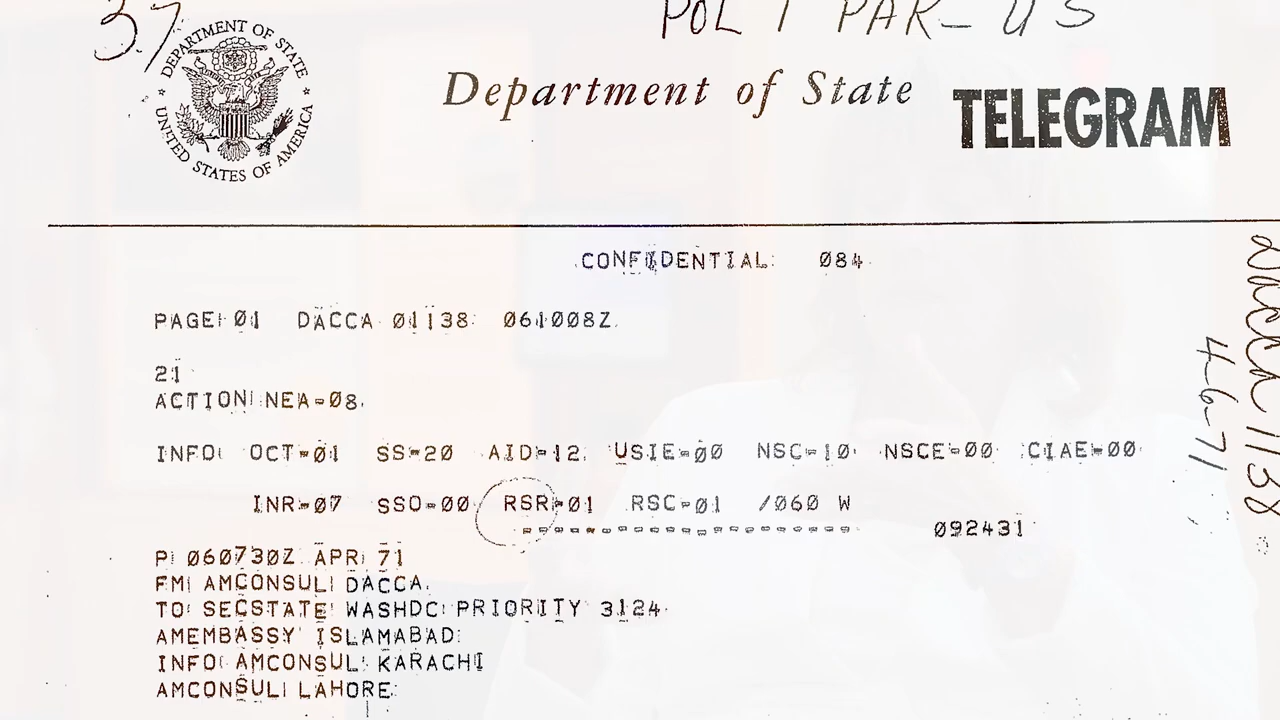 37
POL 1 PAK-US
DEPARTMENT OF STATE
UNITED STATES OF AMERICA
Department of State TELEGRAM
CONFIDENTIAL 084
PAGE 01 DACCA 01138 061008Z
21
ACTION NEA-08
INFO OCT-01 SS-20 AID-12 USIE-00 NSC-10 NSCE-00 CIAE-00
INR-07 SSO-00 RSR-01 RSC-01 /060 W
092431
P 060730Z APR 71
FM AMCONSUL DACCA
TO SECSTATE WASHDC PRIORITY 3124
AMEMBASSY ISLAMABAD
INFO AMCONSUL KARACHI
AMCONSUL LAHORE
Dacca 1138
4-6-71